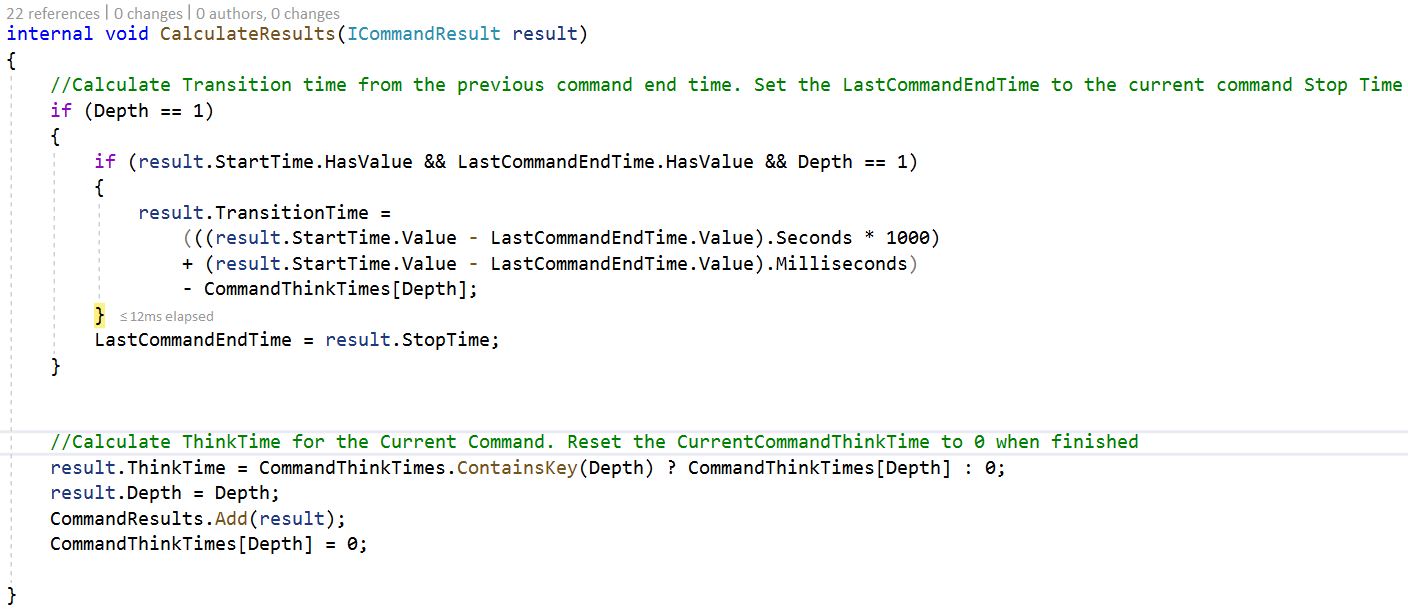 22 references | 0 changes | 0 authors, 0 changes
internal void CalculateResults(ICommandResult result)
{
    //Calculate Transition time from the previous command end time. Set the LastCommandEndTime to the current command Stop Time
    if (Depth == 1)
    {
        if (result.StartTime.HasValue && LastCommandEndTime.HasValue && Depth == 1)
        {
            result.TransitionTime =
                (((result.StartTime.Value - LastCommandEndTime.Value).Seconds * 1000)
                + (result.StartTime.Value - LastCommandEndTime.Value).Milliseconds)
                - CommandThinkTimes[Depth];
        } ≤12ms elapsed
        LastCommandEndTime = result.StopTime;
    }
    //Calculate ThinkTime for the Current Command. Reset the CurrentCommandThinkTime to 0 when finished
    result.ThinkTime = CommandThinkTimes.ContainsKey(Depth) ? CommandThinkTimes[Depth] : 0;
    result.Depth = Depth;
    CommandResults.Add(result);
    CommandThinkTimes[Depth] = 0;
}